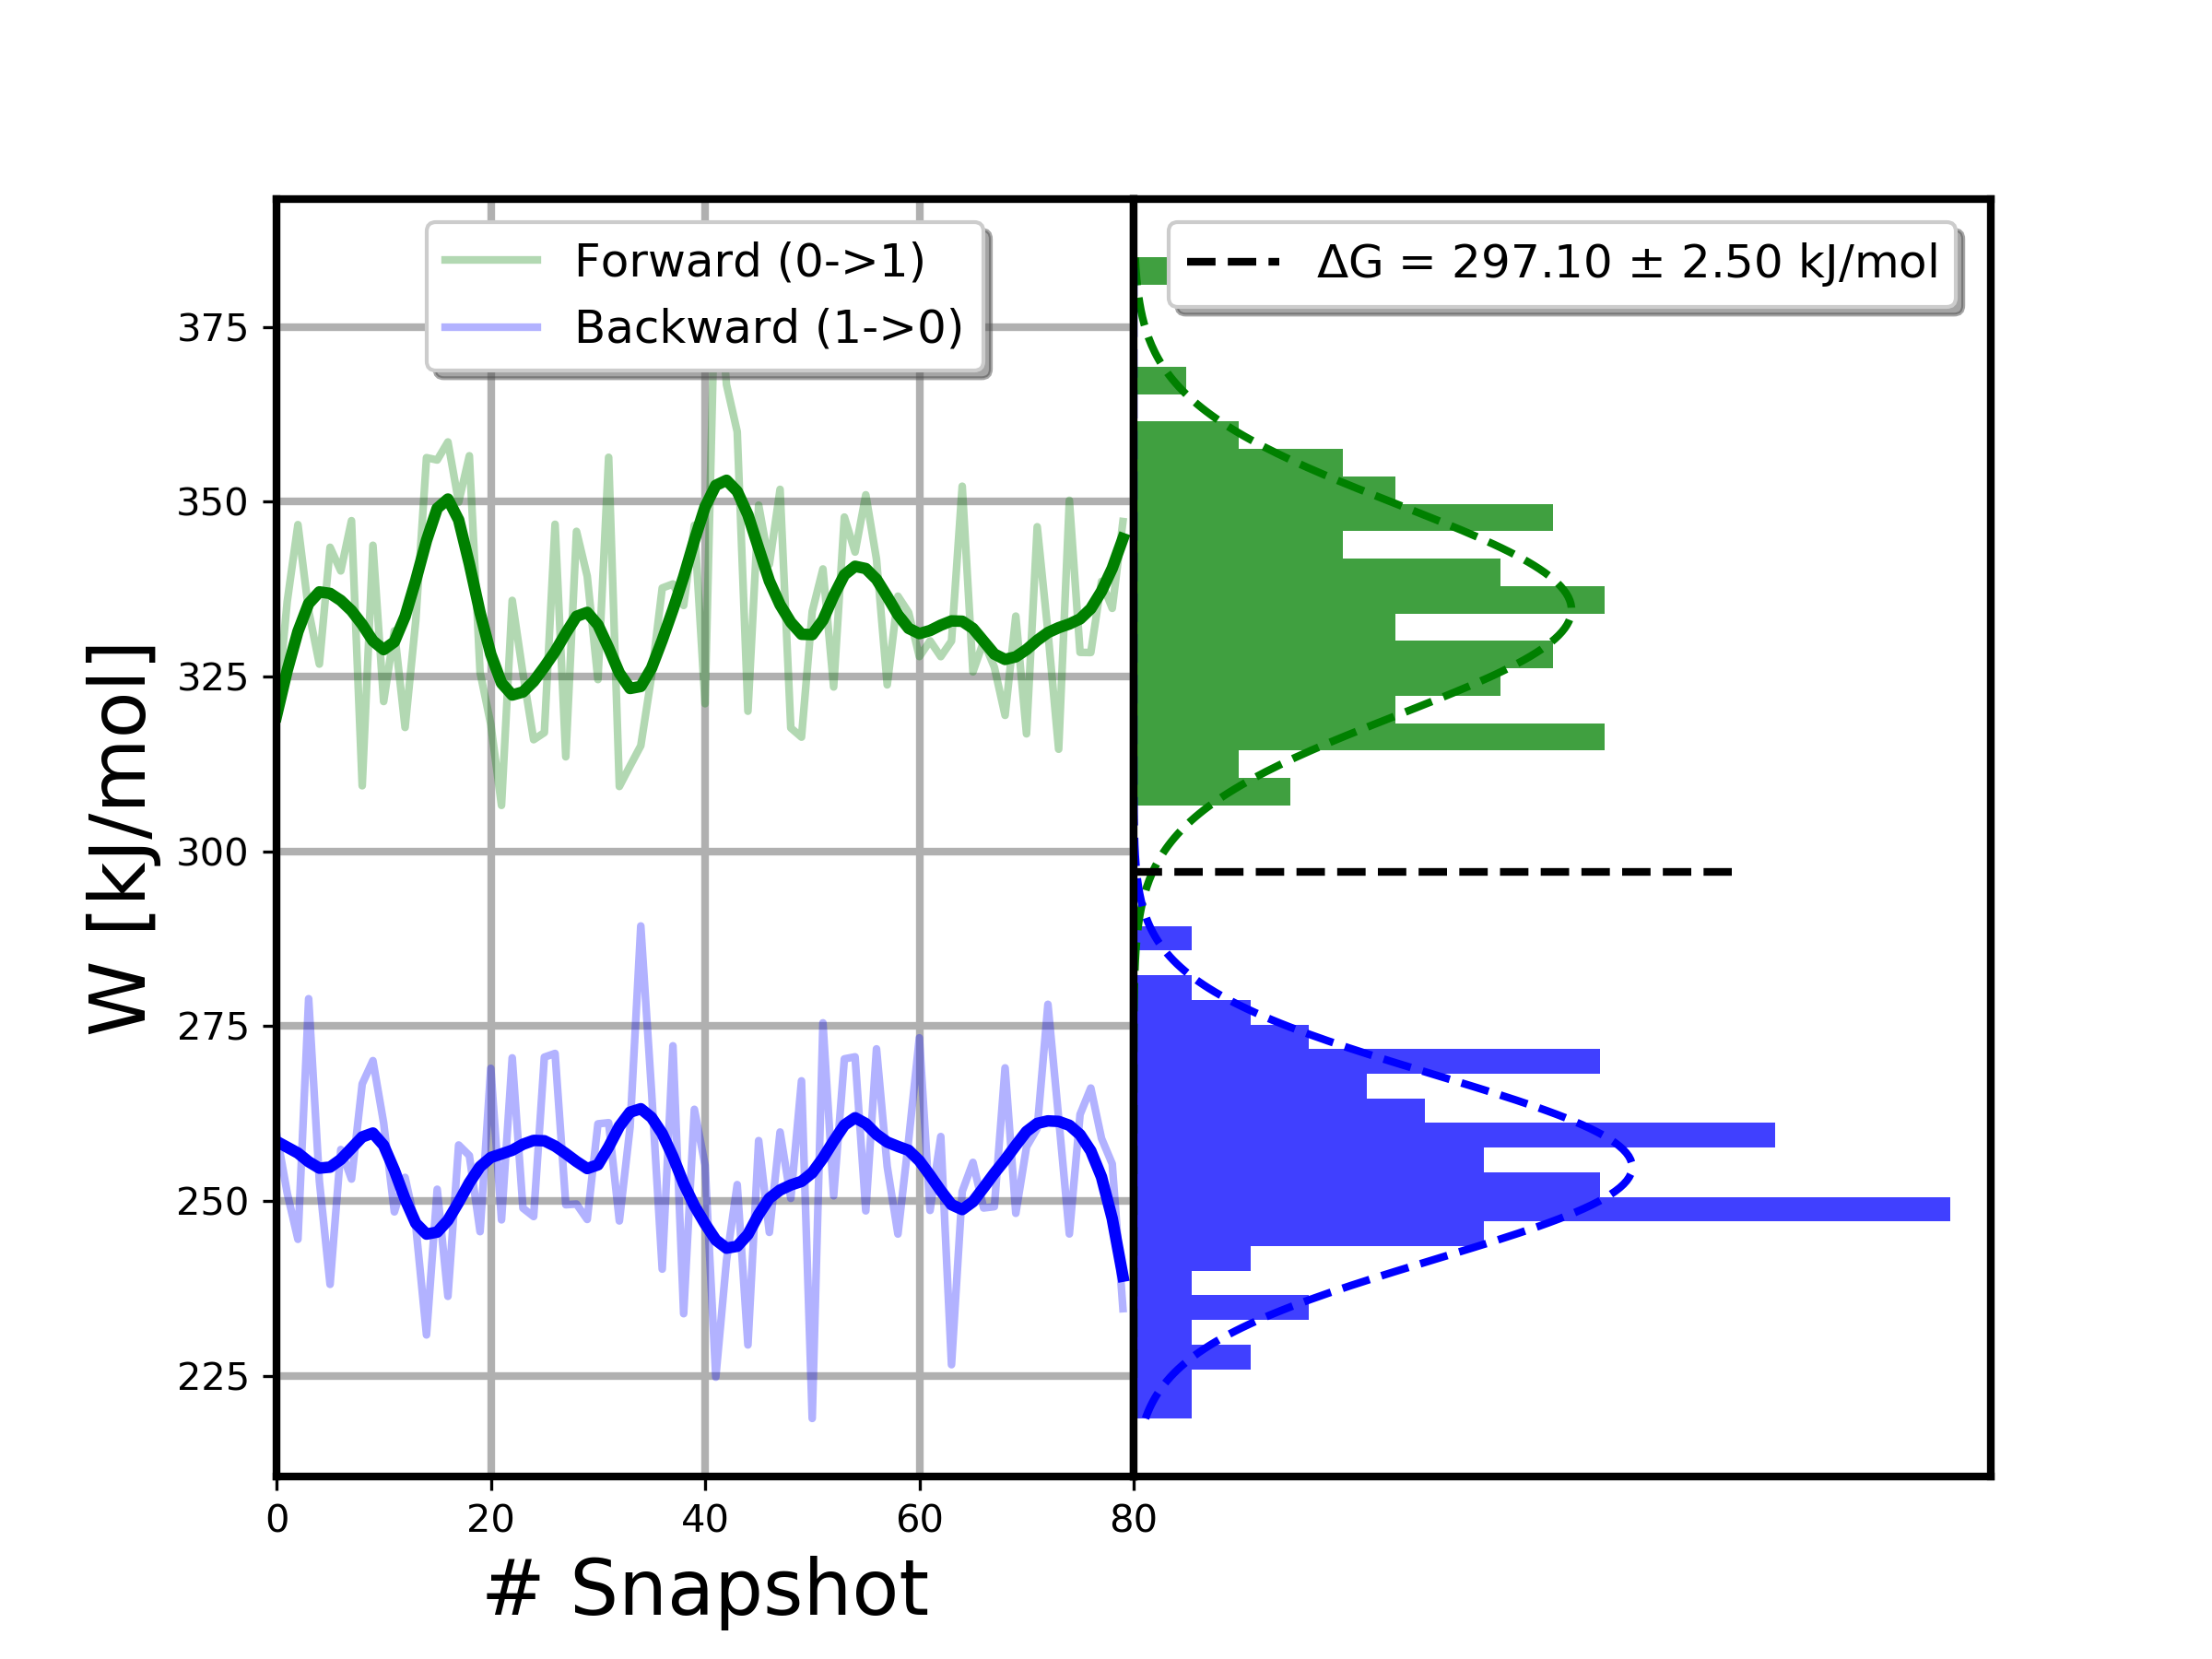 Forward (0->1)
Backward (1->0)
ΔG = 297.10 ± 2.50 kJ/mol
W [kJ/mol]
375
350
325
300
275
250
225
0 20 40 60 80
# Snapshot